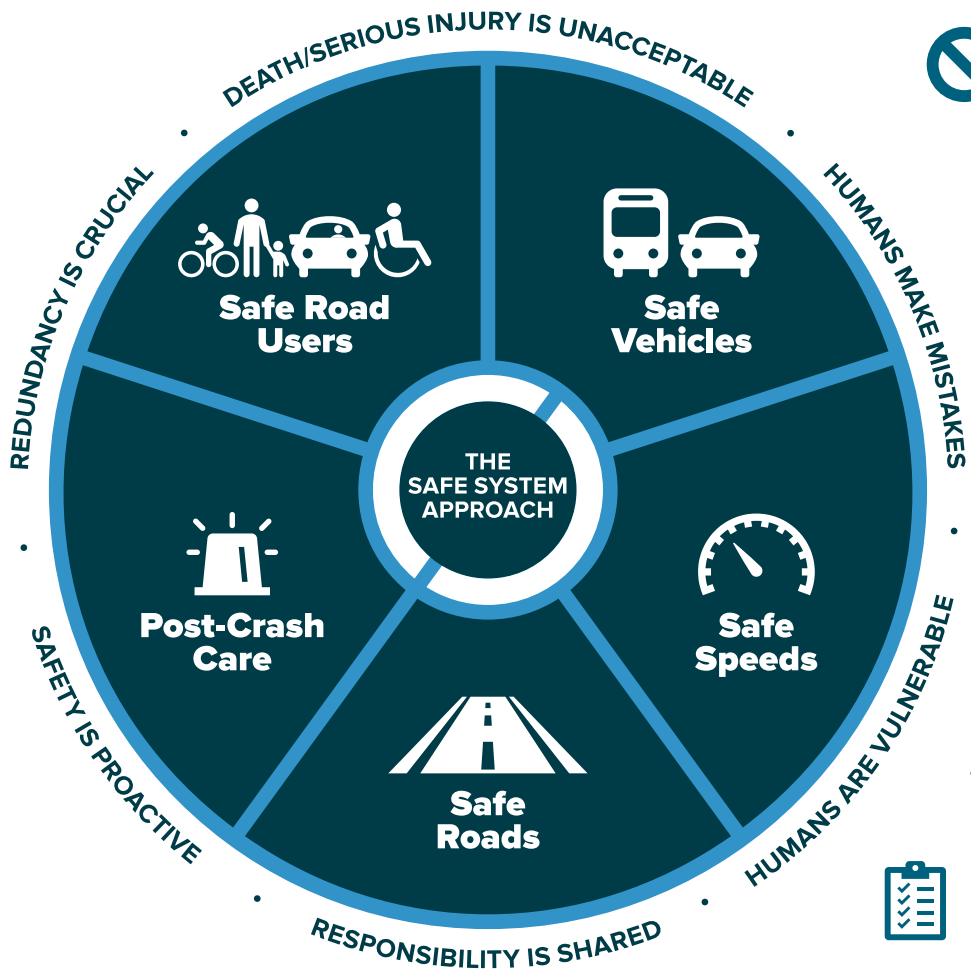 DEATH/SERIOUS INJURY IS UNACCEPTABLE
HUMANS MAKE MISTAKES
HUMANS ARE VULNERABLE
RESPONSIBILITY IS SHARED
SAFETY IS PROACTIVE
REDUNDANCY IS CRUCIAL
Safe Road
Users
Safe
Vehicles
Safe
Speeds
Safe
Roads
Post-Crash
Care
THE
SAFE SYSTEM
APPROACH